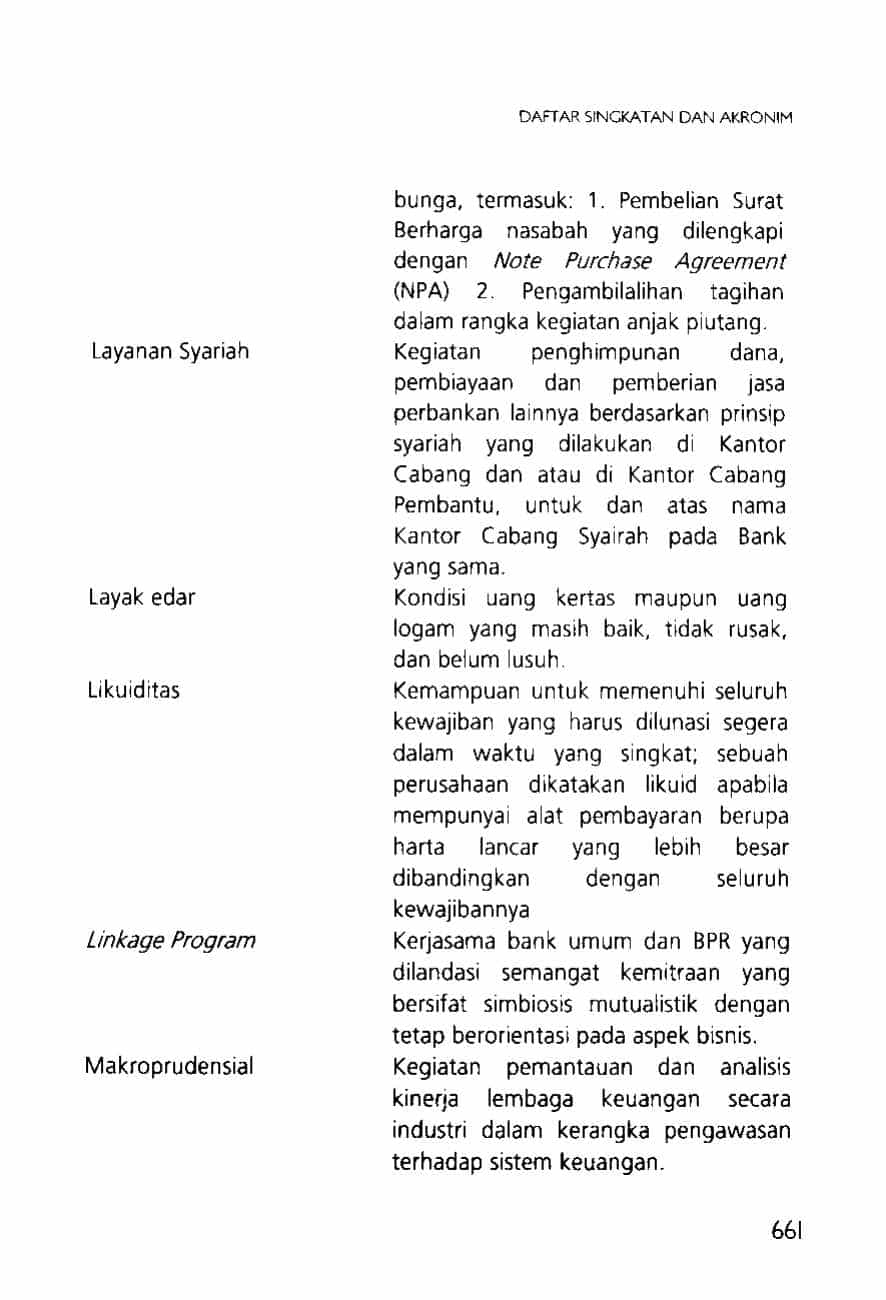 DAFTAR SINGKATAN DAN AKRONIM
bunga, termasuk: 1. Pembelian Surat
Berharga nasabah yang dilengkapi
dengan Note Purchase Agreement
(NPA) 2. Pengambilalihan tagihan
dalam rangka kegiatan anjak piutang.
Layanan Syariah Kegiatan penghimpunan dana,
pembiayaan dan pemberian jasa
perbankan lainnya berdasarkan prinsip
syariah yang dilakukan di Kantor
Cabang dan atau di Kantor Cabang
Pembantu, untuk dan atas nama
Kantor Cabang Syairah pada Bank
yang sama.
Layak edar Kondisi uang kertas maupun uang
logam yang masih baik, tidak rusak,
dan belum lusuh.
Likuiditas Kemampuan untuk memenuhi seluruh
kewajiban yang harus dilunasi segera
dalam waktu yang singkat; sebuah
perusahaan dikatakan likuid apabila
mempunyai alat pembayaran berupa
harta lancar yang lebih besar
dibandingkan dengan seluruh
kewajibannya
Linkage Program Kerjasama bank umum dan BPR yang
dilandasi semangat kemitraan yang
bersifat simbiosis mutualistik dengan
tetap berorientasi pada aspek bisnis.
Makroprudensial Kegiatan pemantauan dan analisis
kinerja lembaga keuangan secara
industri dalam kerangka pengawasan
terhadap sistem keuangan.
661